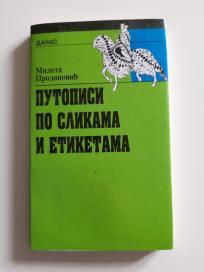 ДАНАС
Милета
Продановић
ПУТОПИСИ
ПО СЛИКАМА
И ЕТИКЕТАМА